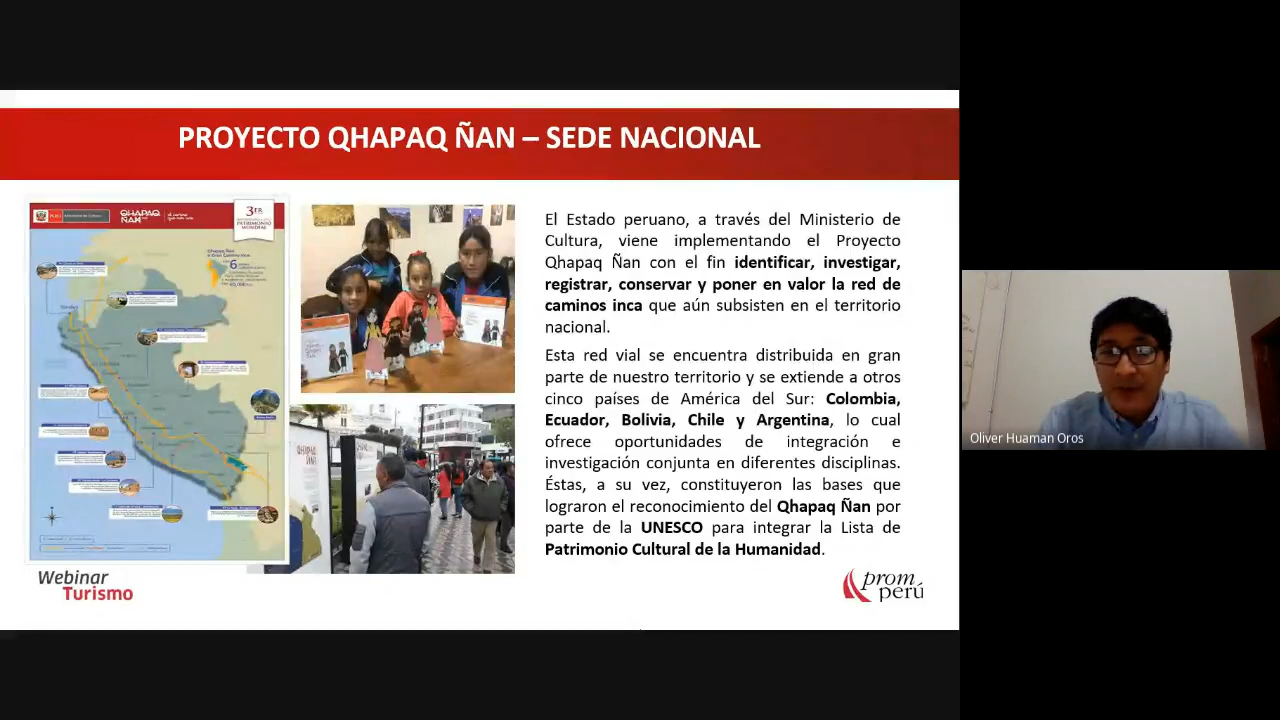 PROYECTO QHAPAQ ÑAN – SEDE NACIONAL
PERÚ
QHAPAQ
ÑAN
3ER
PATRIMONIO
MUNDIAL
El Estado peruano, a través del Ministerio de
Cultura, viene implementando el Proyecto
Qhapaq Ñan con el fin identificar, investigar,
registrar, conservar y poner en valor la red de
caminos inca que aún subsisten en el territorio
nacional.
Esta red vial se encuentra distribuida en gran
parte de nuestro territorio y se extiende a otros
cinco países de América del Sur: Colombia,
Ecuador, Bolivia, Chile y Argentina, lo cual
ofrece oportunidades de integración e
investigación conjunta en diferentes disciplinas.
Éstas, a su vez, constituyeron las bases que
lograron el reconocimiento del Qhapaq Ñan por
parte de la UNESCO para integrar la Lista de
Patrimonio Cultural de la Humanidad.
Webinar
Turismo
prom
perú
Oliver Huaman Oros